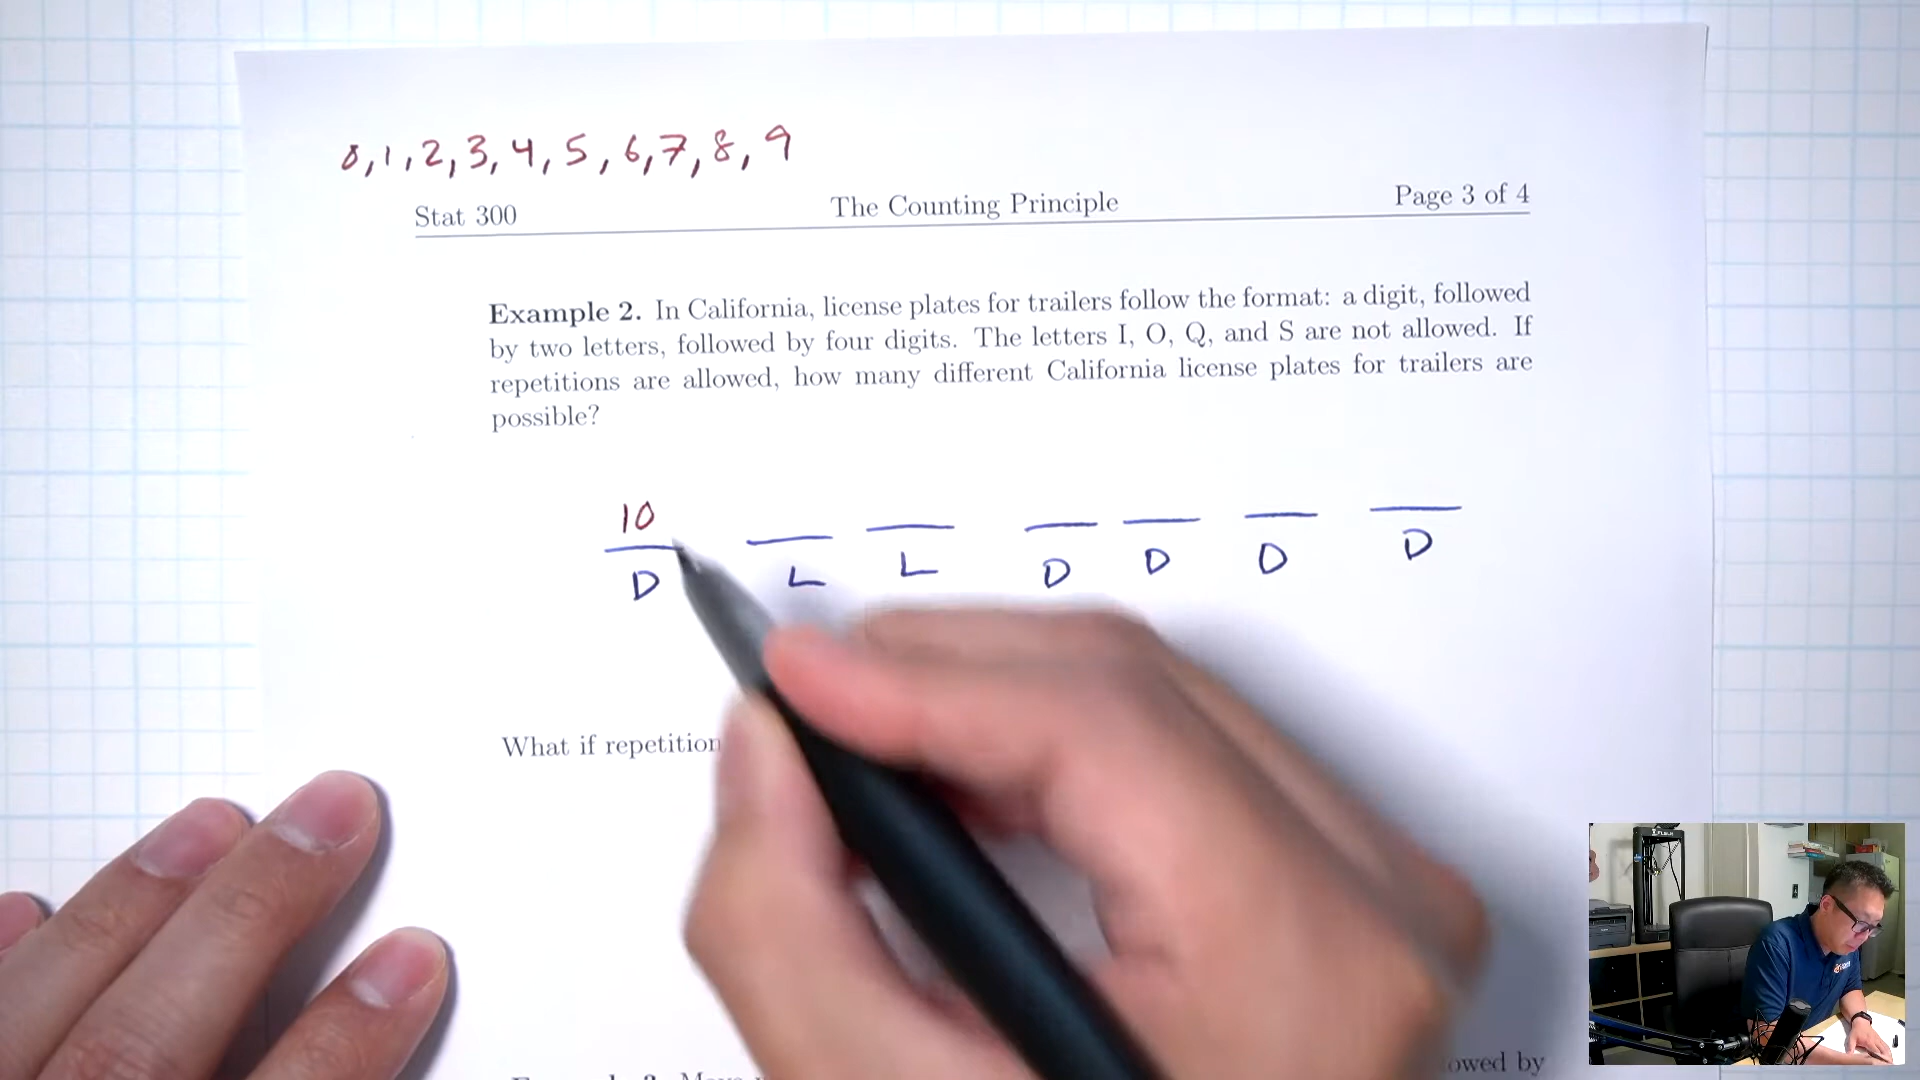 0, 1, 2, 3, 4, 5, 6, 7, 8, 9
Stat 300 The Counting Principle Page 3 of 4
Example 2. In California, license plates for trailers follow the format: a digit, followed
by two letters, followed by four digits. The letters I, O, Q, and S are not allowed. If
repetitions are allowed, how many different California license plates for trailers are
possible?
10
D L L D D D D
What if repetition
owed by